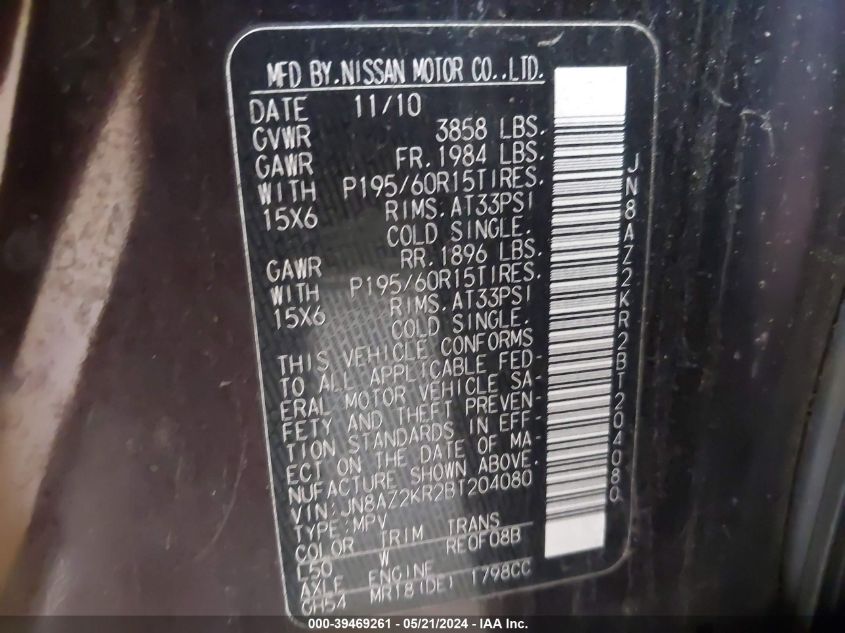 MFD BY.NISSAN MOTOR CO.,LTD.
DATE 11/10
GVWR 3858 LBS.
GAWR FR. 1984 LBS.
WITH P195/60R15TIRES.
15X6 RIMS. AT33PSI
COLD SINGLE.
GAWR RR. 1896 LBS.
WITH P195/60R15TIRES.
15X6 RIMS. AT33PSI
COLD SINGLE.
THIS VEHICLE CONFORMS
TO ALL APPLICABLE FED-
ERAL MOTOR VEHICLE SA-
FETY AND THEFT PREVEN-
TION STANDARDS IN EFF-
ECT ON THE DATE OF MA-
NUFACTURE SHOWN ABOVE.
VIN:JN8AZ2KR2BT204080
TYPE:MPV
COLOR TRIM TRANS
L50 W RE0F08B
AXLE ENGINE
GH54 MR18(DE) 1798CC
JN8AZ2KR2BT204080
000-39469261 - 05/21/2024 - IAA Inc.